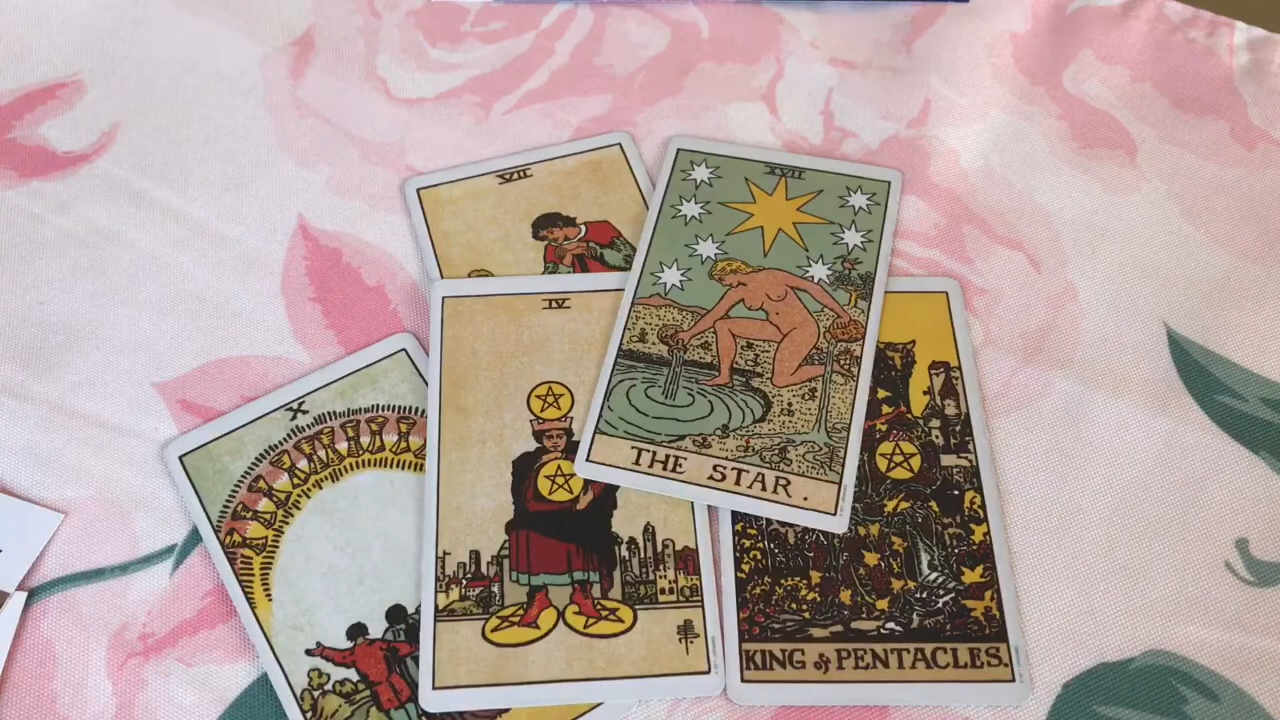 VII
XVII
IV
X
THE STAR.
KING of PENTACLES.